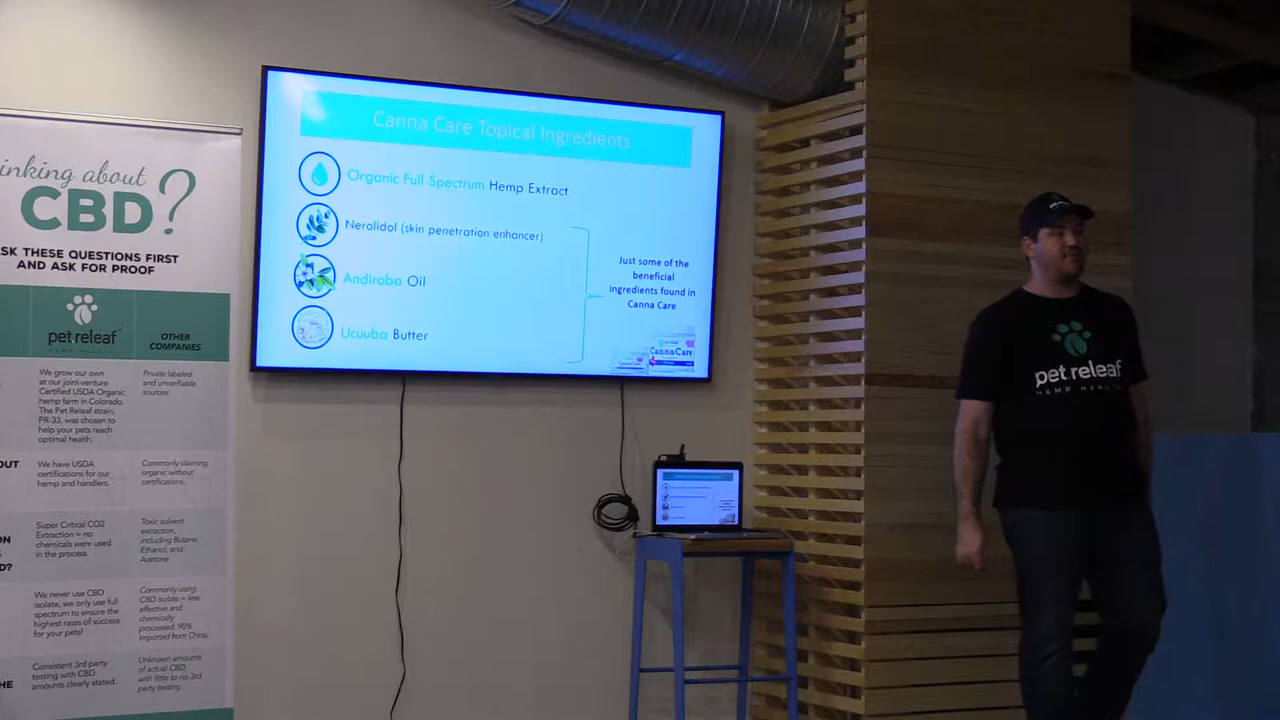 inking about
CBD?
SK THESE QUESTIONS FIRST
AND ASK FOR PROOF
pet releaf
HEMP HEALTH
OTHER
COMPANIES
We grow our own
at our joint-venture
Certified USDA Organic
hemp farm in Colorado.
The Pet Releaf strain,
PR-33, was chosen to
help your pets reach
optimal health.
Private labeled
and unverifiable
sources.
OUT
We have USDA
certifications for our
hemp and handlers.
Commonly claiming
organic without
certifications.
ON
D?
Super Critical CO2
Extraction = no
chemicals were used
in the process
Toxic solvent
extraction,
including Butane,
Ethanol, and
Acetone.
We never use CBD
isolate, we only use full
spectrum to ensure the
highest rates of success
for your pets!
Commonly using
CBD isolate = less
effective and
chemically
processed. 90%
imported from China.
HE
Consistent 3rd party
testing with CBD
amounts clearly stated.
Unknown amounts
of actual CBD,
with little to no 3rd
party testing.
Canna Care Topical Ingredients
Organic Full Spectrum Hemp Extract
Nerolidol (skin penetration enhancer)
Andiroba Oil
Ucuuba Butter
Just some of the
beneficial
ingredients found in
Canna Care
CannaCare
pet releaf
HEMP HEALTH